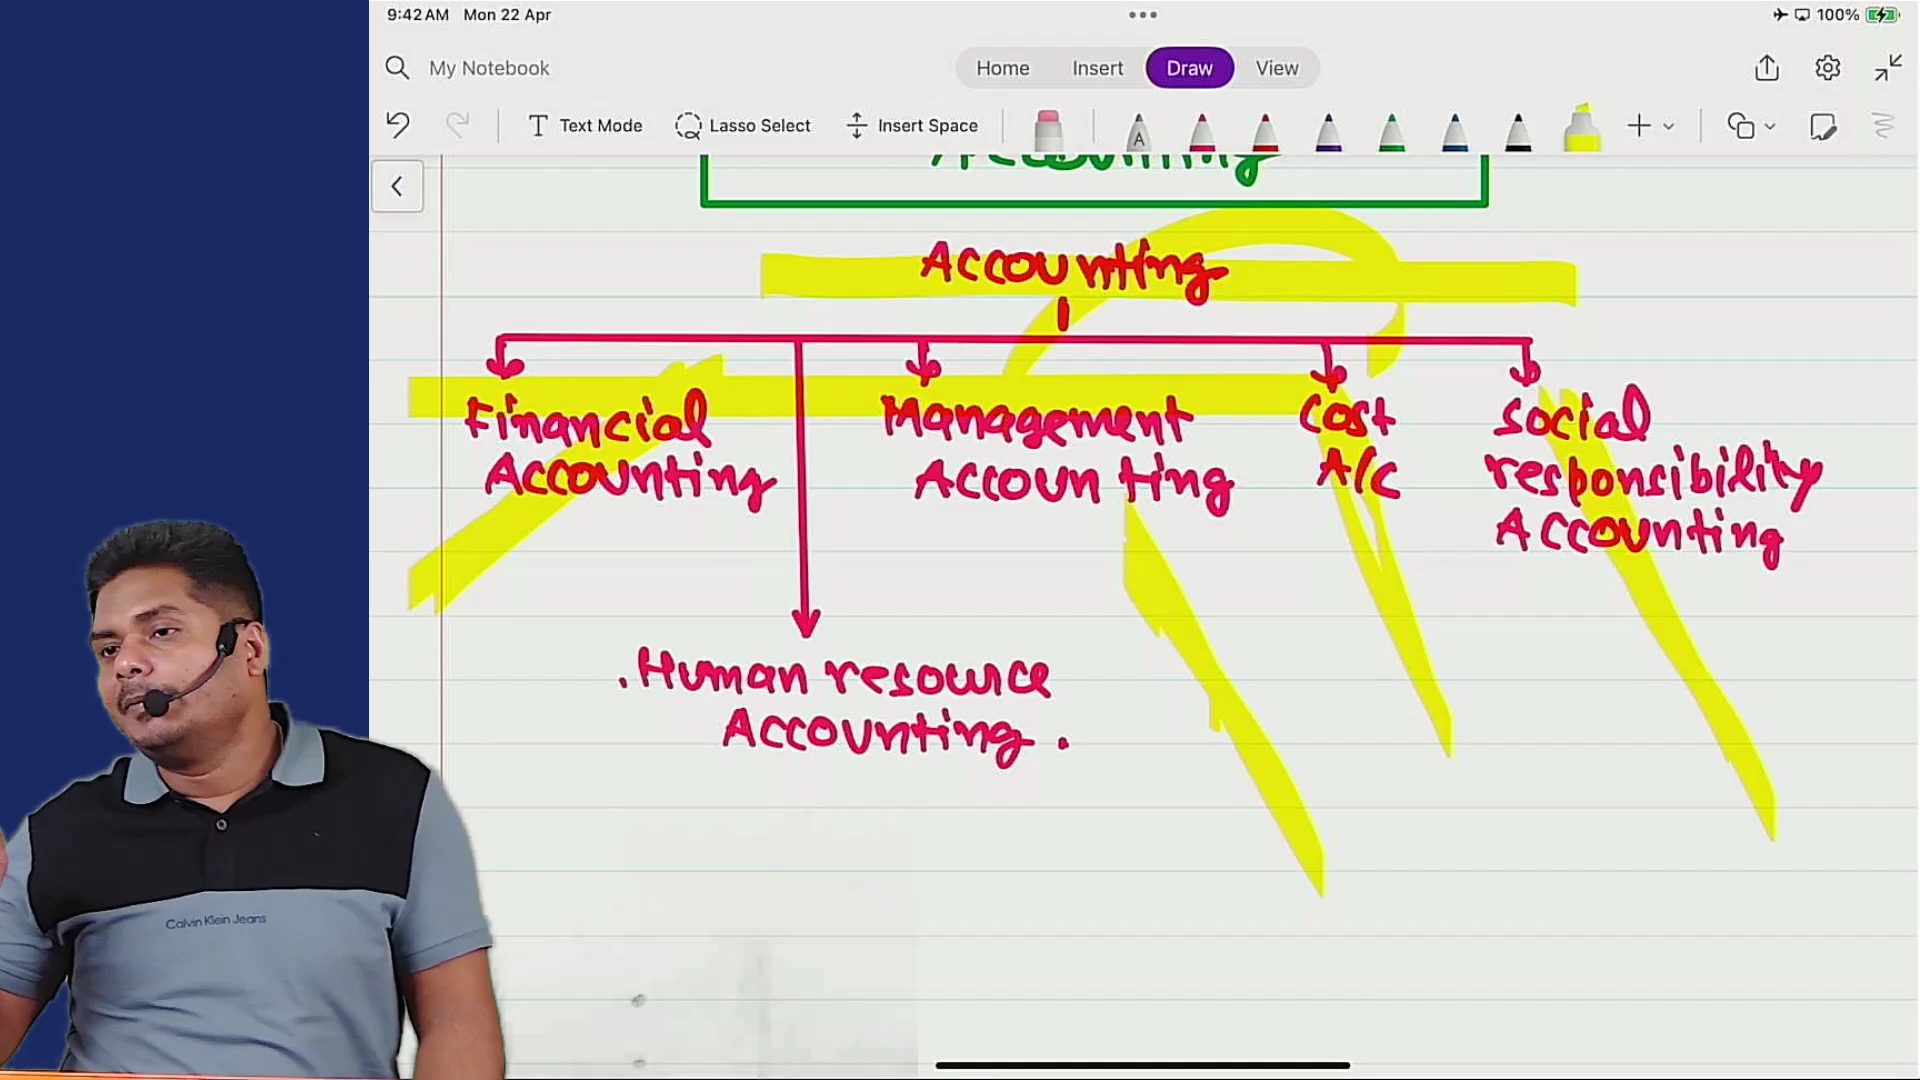 9:42 AM Mon 22 Apr
100%
My Notebook
Home Insert Draw View
Text Mode Lasso Select Insert Space
A
Accounting
Accounting
Financial
Accounting
Management
Accounting
Cost
A/c
Social
responsibility
Accounting
.Human resource
Accounting.
Calvin Klein Jeans